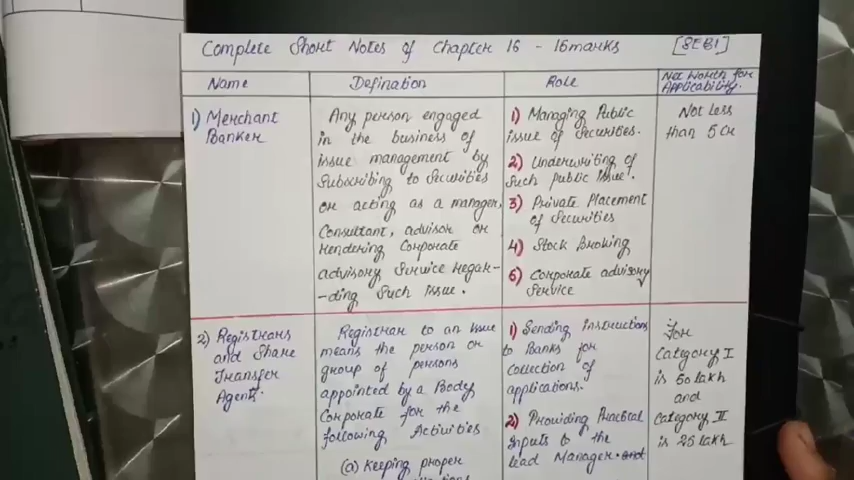 Complete Short Notes of Chapter 16 - 16marks [SEBI]
Name
Defination
Role
Net Worth for
Applicability.
1) Merchant
Banker
Any person engaged
in the business of
issue management by
Subscribing to Securities
or acting as a manager,
Consultant, advisor or
rendering Corporate
advisory Service regar-
-ding Such issue.
1) Managing Public
issue of Securities.
2) Underwriting of
Such public issue.
3) Private Placement
of Securities
4) Stock Broking
5) Corporate advisory
Service
Not less
than 5 Cr
2) Registrars
and Share
Transfer
Agent.
Registrar to an issue
means the person or
group of persons
appointed by a Body
Corporate for the
following Activities
(a) Keeping proper
1) Sending instructions
to Banks for
collection of
applications.
2) Providing Practical
Inputs to the
lead Manager.
For
Category I
is 50 lakh
and
Category II
is 25 lakh